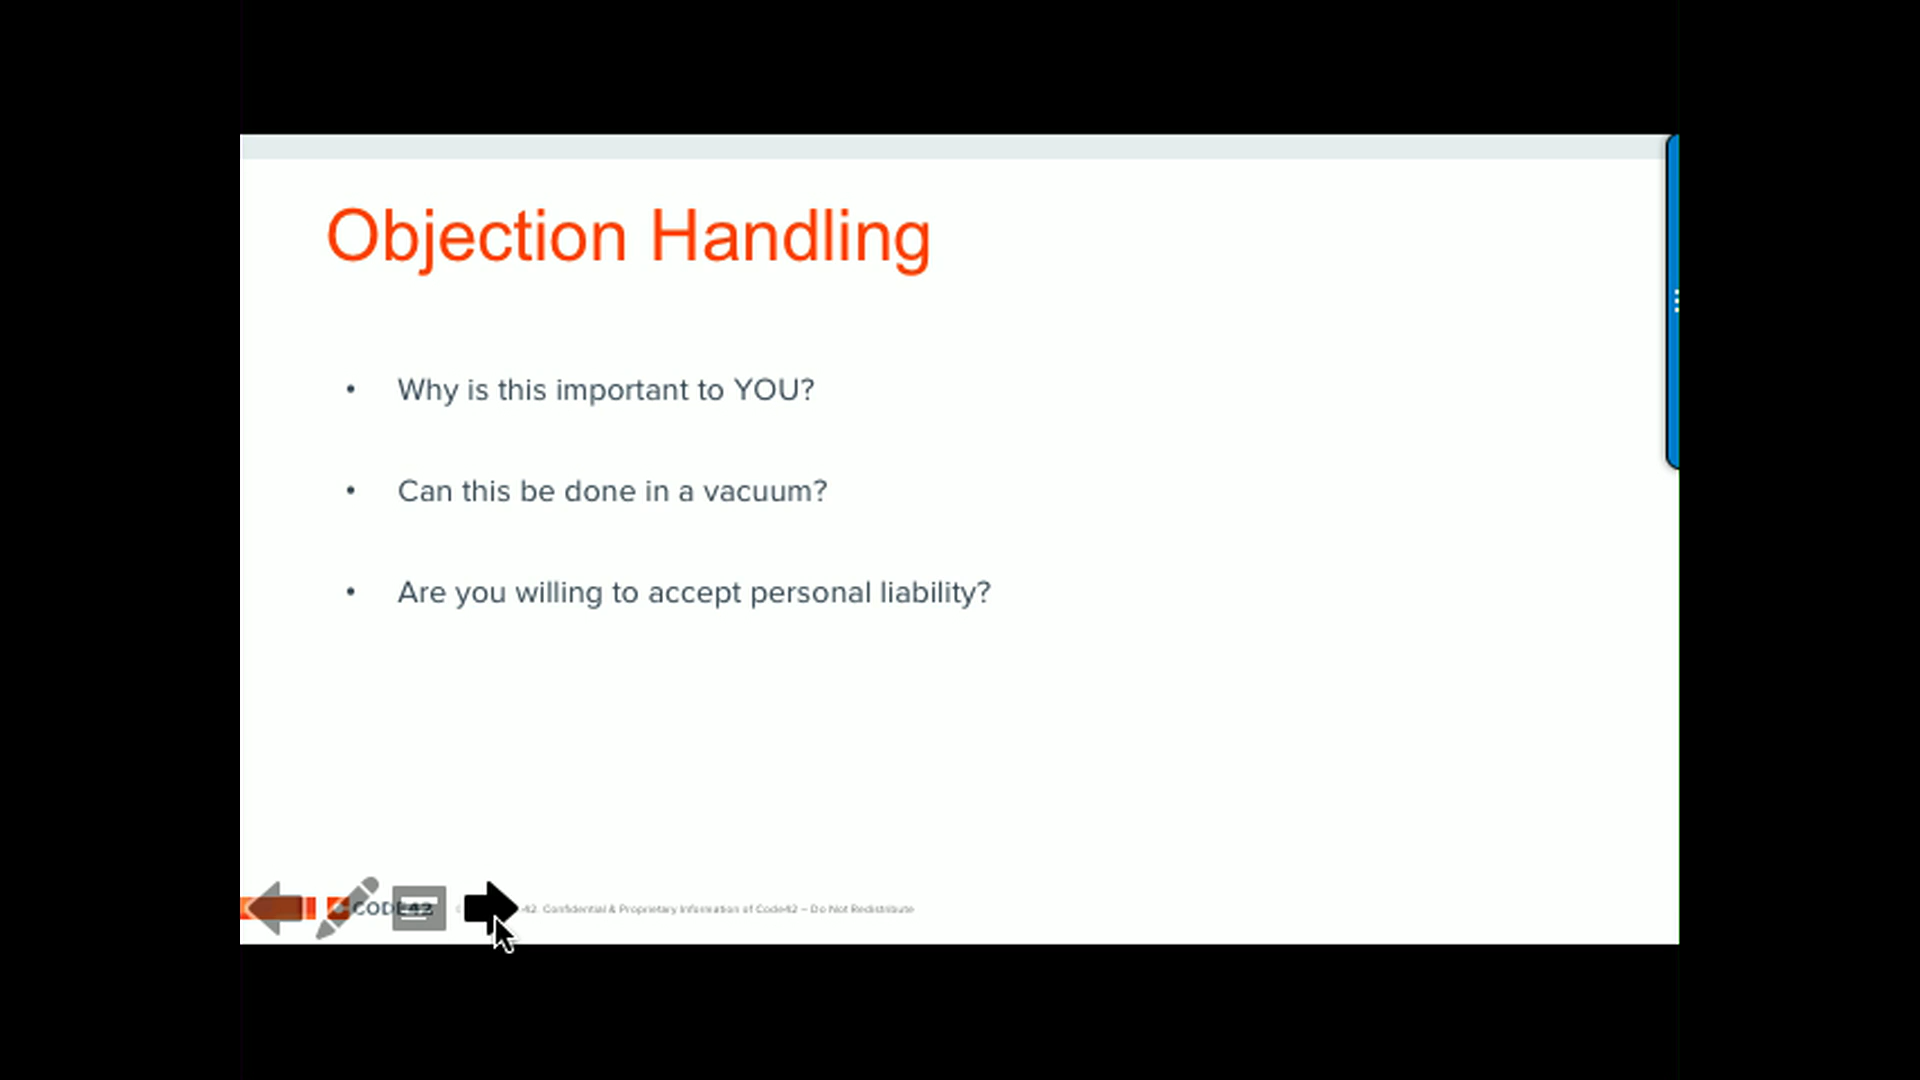 Objection Handling
• Why is this important to YOU?
• Can this be done in a vacuum?
• Are you willing to accept personal liability?
CODE42 42. Confidential & Proprietary Information of Code42 – Do Not Redistribute